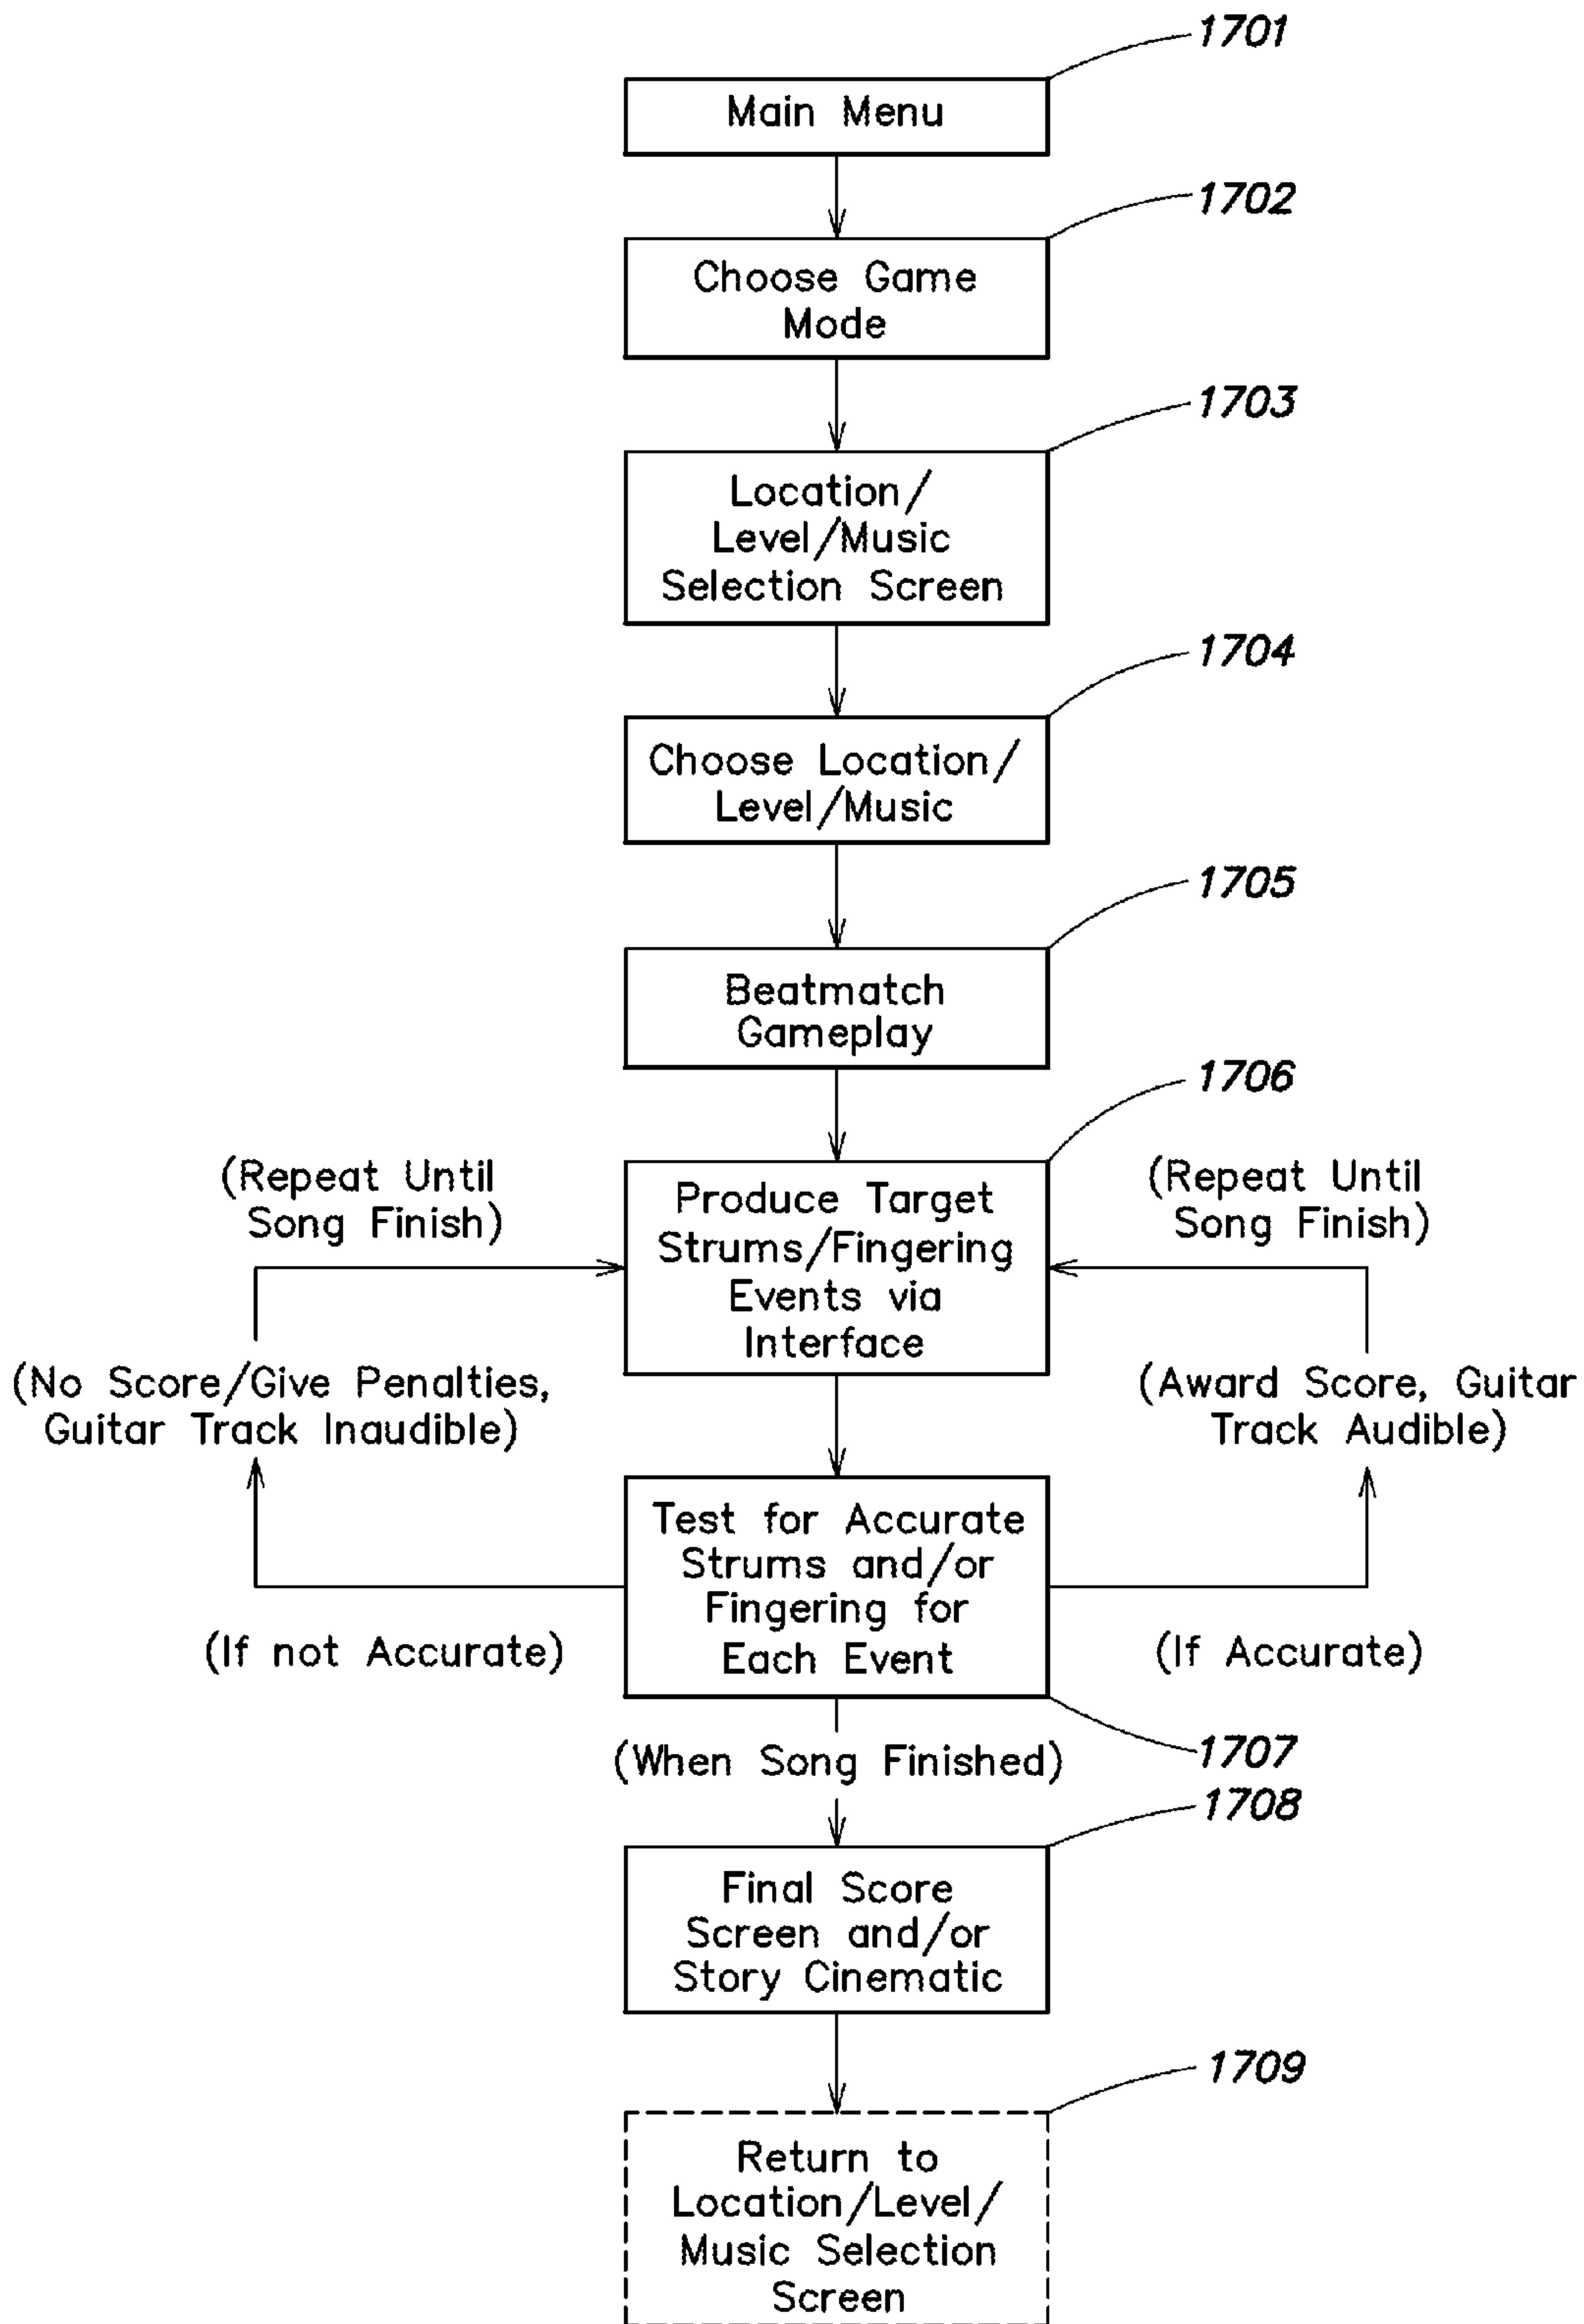 1701
Main Menu
1702
Choose Game
Mode
1703
Location/
Level/Music
Selection Screen
1704
Choose Location/
Level/Music
1705
Beatmatch
Gameplay
1706
(Repeat Until
Song Finish)
Produce Target
Strums/Fingering
Events via
Interface
(Repeat Until
Song Finish)
(No Score/Give Penalties,
Guitar Track Inaudible)
(Award Score, Guitar
Track Audible)
Test for Accurate
Strums and/or
Fingering for
Each Event
(If not Accurate)
(If Accurate)
1707
(When Song Finished)
1708
Final Score
Screen and/or
Story Cinematic
1709
Return to
Location/Level/
Music Selection
Screen